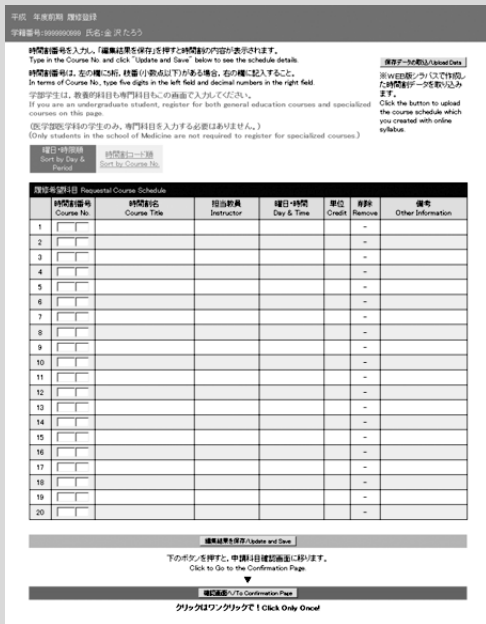 平成　年度前期 履修登録
学籍番号:9999999999 氏名:金沢たろう
時間割番号を入力し、「編集結果を保存」を押すと時間割の内容が表示されます。
Type in the Course No. and click "Update and Save" below to see the schedule details.
時間割番号は、左の欄に5桁、枝番(小数点以下)がある場合、右の欄に記入すること。
In terms of Course No., type five digits in the left field and decimal numbers in the right field.
学部学生は、教養的科目も専門科目もこの画面で入力してください。
If you are an undergraduate student, register for both general education courses and specialized
courses on this page.
(医学部医学科の学生のみ、専門科目を入力する必要はありません。)
(Only students in the school of Medicine are not required to register for specialized courses.)
保存データの取込/Upload Data
※WEB版シラバスで作成し
た時間割データを取り込み
ます。
Click the button to upload
the course schedule which
you created with online
syllabus.
曜日・時限順
Sort by Day &
Period
時間割コード順
Sort by Course No.
履修希望科目 Requestal Course Schedule
時間割番号 時間割名 担当教員 曜日・時間 単位 削除 備考
Course No. Course Title Instructor Day & Time Credit Remove Other Information
1 -
2 -
3 -
4 -
5 -
6 -
7 -
8 -
9 -
10 -
11 -
12 -
13 -
14 -
15 -
16 -
17 -
18 -
19 -
20 -
編集結果を保存/Update and Save
下のボタンを押すと、申請科目確認画面に移ります。
Click to Go to the Confirmation Page.
▼
確認画面へ/To Confirmation Page
クリックはワンクリックで！Click Only Once!